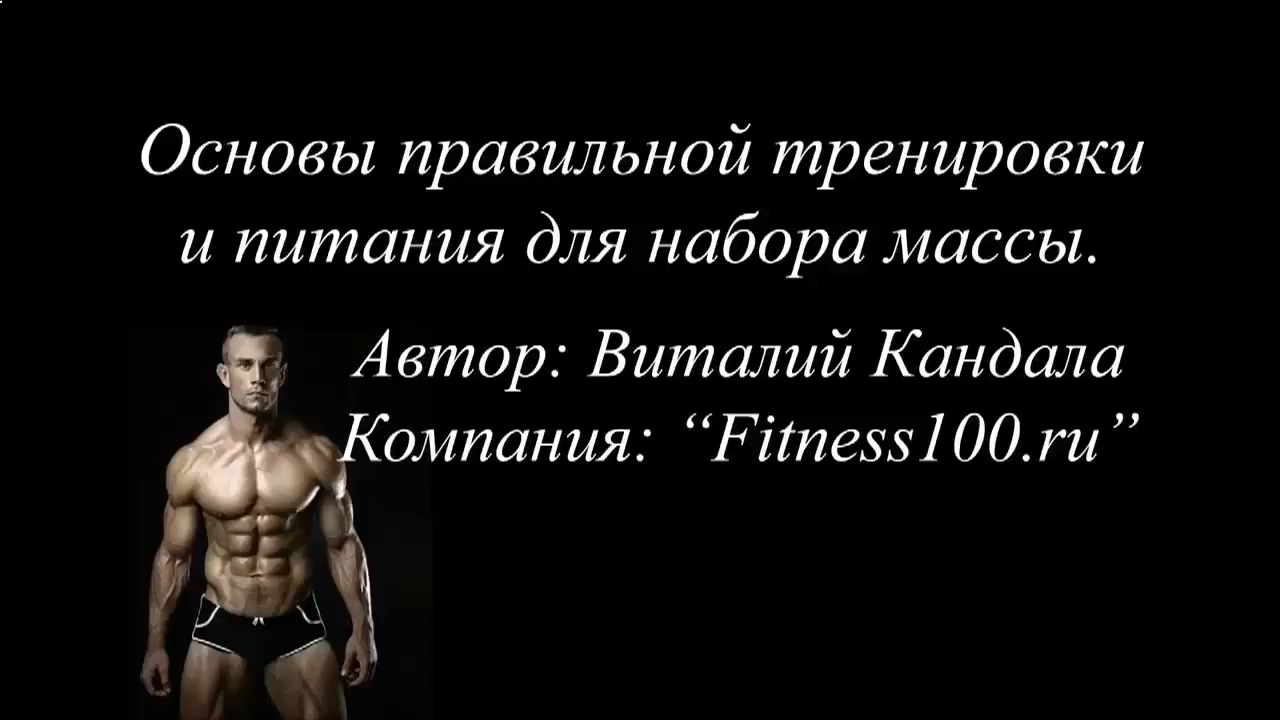 Основы правильной тренировки
и питания для набора массы.
Автор: Виталий Кандала
Компания: “Fitness100.ru”